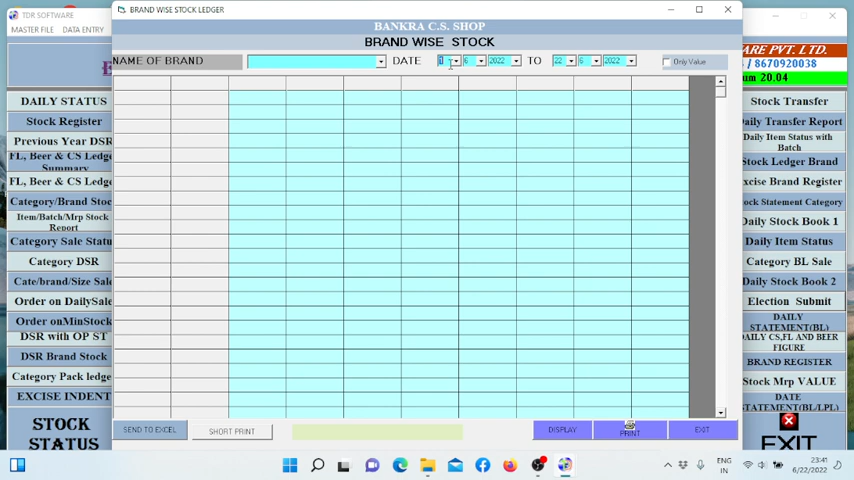 TDR SOFTWARE
BRAND WISE STOCK LEDGER
MASTER FILE DATA ENTRY
BANKRA C.S. SHOP
BRAND WISE STOCK
NAME OF BRAND DATE 1 6 2022 TO 22 6 2022 Only Value
ARE PVT. LTD.
/ 8670920038
um 20.04
DAILY STATUS
Stock Register
Previous Year DSR
FL, Beer & CS Ledge
Summary
FL, Beer & CS Ledge
Category/Brand Stoc
Item/Batch/Mrp Stock
Report
Category Sale Statu
Category DSR
Cate/brand/Size Sale
Order on DailySale
Order onMinStock
DSR with OP ST
DSR Brand Stock
Category Pack ledge
EXCISE INDENT
STOCK
STATUS
Stock Transfer
Daily Transfer Report
Daily Item Status with
Batch
Stock Ledger Brand
Excise Brand Register
ock Statement Category
Daily Stock Book 1
Daily Item Status
Category BL Sale
Daily Stock Book 2
Election Submit
DAILY
STATEMENT(BL)
DAILY CS,FL AND BEER
FIGURE
BRAND REGISTER
Stock Mrp VALUE
DATE
STATEMENT(BL/LPL)
EXIT
SEND TO EXCEL SHORT PRINT DISPLAY PRINT EXIT
ENG
IN
23:41
6/22/2022